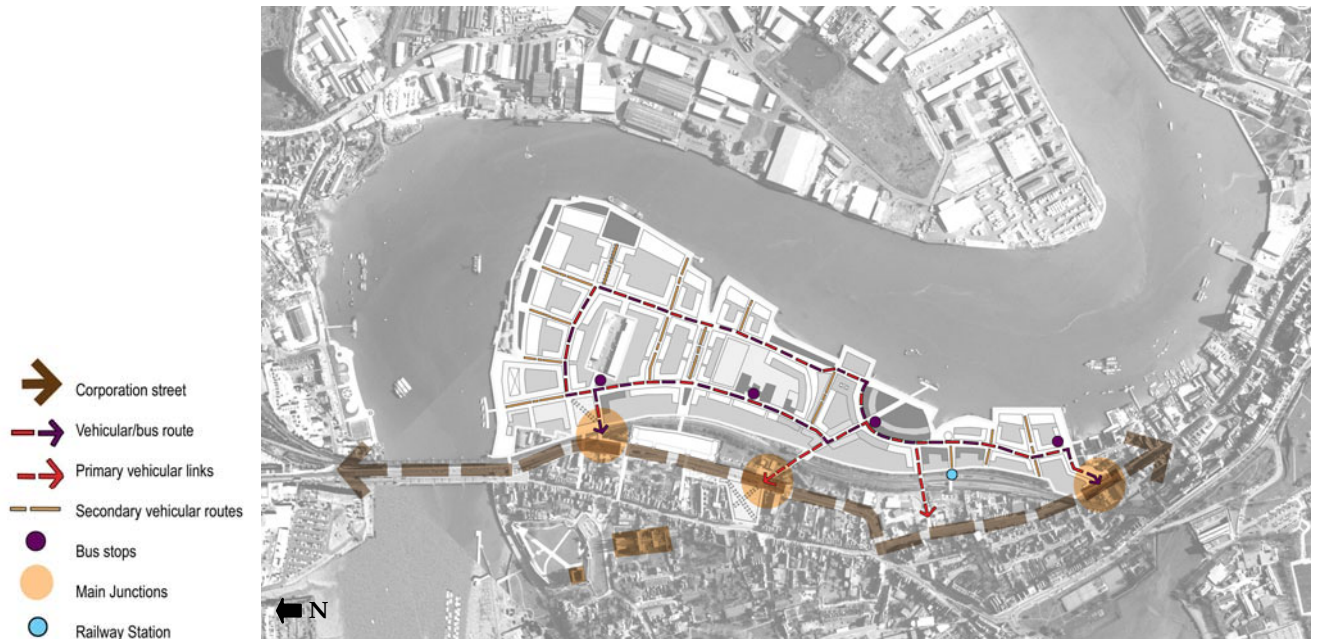 Corporation street
Vehicular/bus route
Primary vehicular links
Secondary vehicular routes
Bus stops
Main Junctions
Railway Station
N